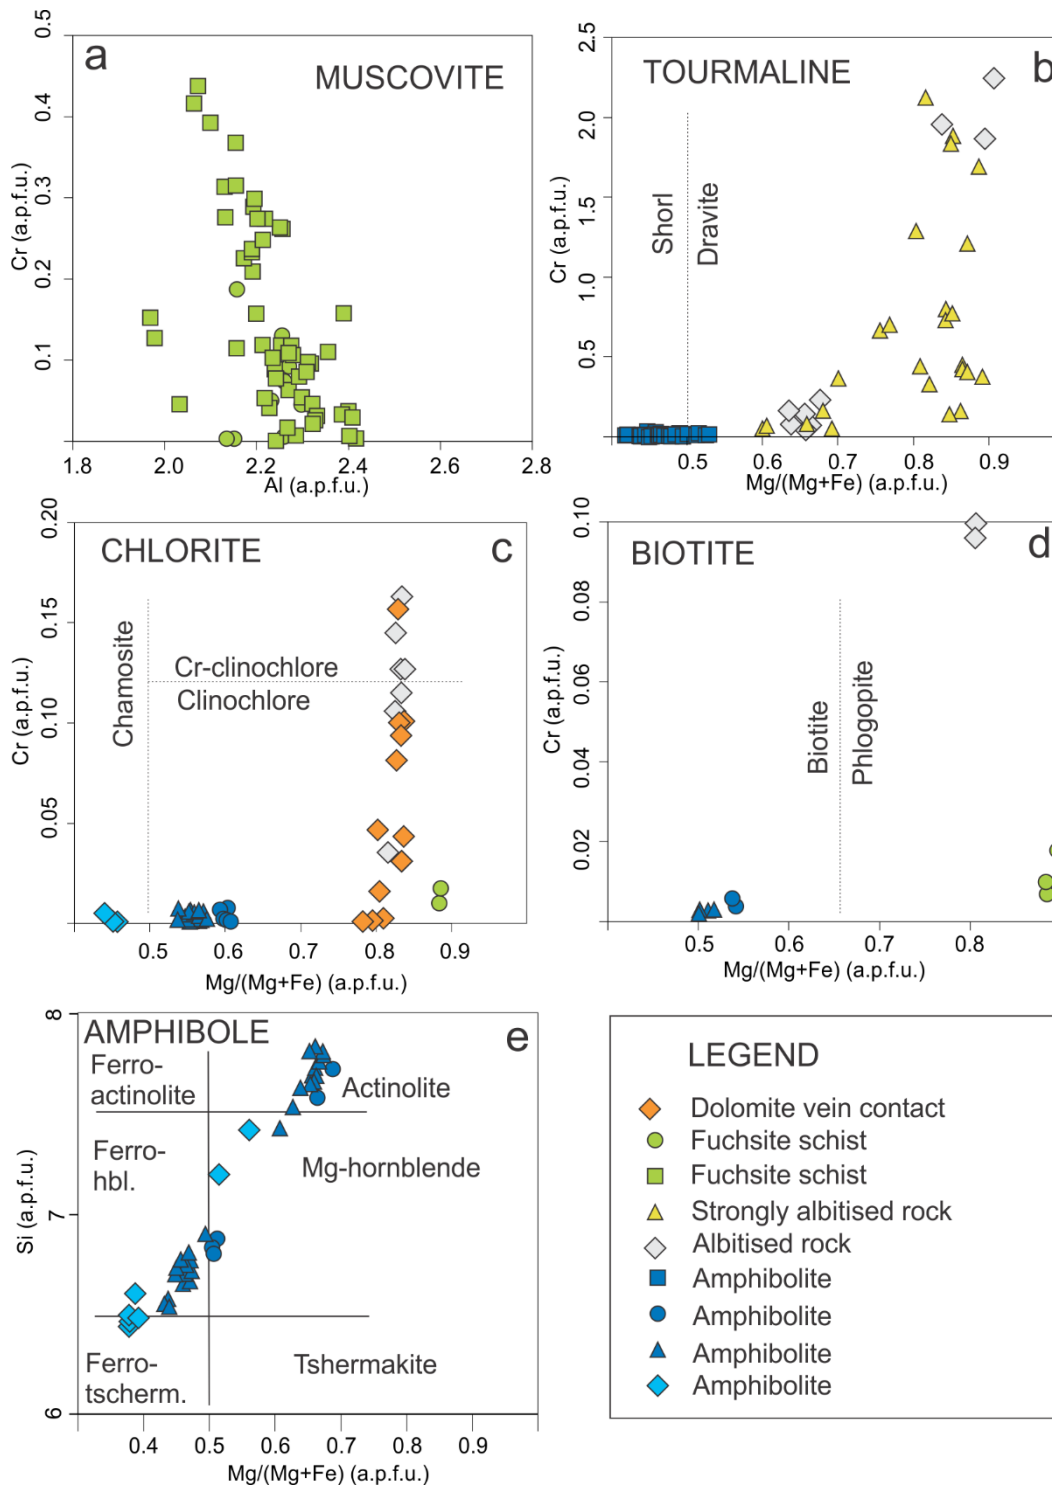 a
MUSCOVITE
Cr (a.p.f.u.)
0.5
0.4
0.3
0.2
0.1
0
1.8
2.0
2.2
2.4
2.6
2.8
Al (a.p.f.u.)
b
TOURMALINE
Cr (a.p.f.u.)
2.5
2.0
1.5
1.0
0.5
0
Shorl
Dravite
0.5
0.6
0.7
0.8
0.9
Mg/(Mg+Fe) (a.p.f.u.)
c
CHLORITE
Cr (a.p.f.u.)
0.20
0.15
0.10
0.05
Chamosite
Cr-clinochlore
Clinochlore
0.5
0.6
0.7
0.8
0.9
Mg/(Mg+Fe) (a.p.f.u.)
d
BIOTITE
Cr (a.p.f.u.)
0.10
0.08
0.06
0.04
0.02
Biotite
Phlogopite
0.5
0.6
0.7
0.8
Mg/(Mg+Fe) (a.p.f.u.)
e
AMPHIBOLE
Si (a.p.f.u.)
8
7
6
Ferro-
actinolite
Actinolite
Ferro-
hbl.
Mg-hornblende
Ferro-
tscherm.
Tshermakite
0.4
0.5
0.6
0.7
0.8
0.9
Mg/(Mg+Fe) (a.p.f.u.)
LEGEND
Dolomite vein contact
Fuchsite schist
Fuchsite schist
Strongly albitised rock
Albitised rock
Amphibolite
Amphibolite
Amphibolite
Amphibolite